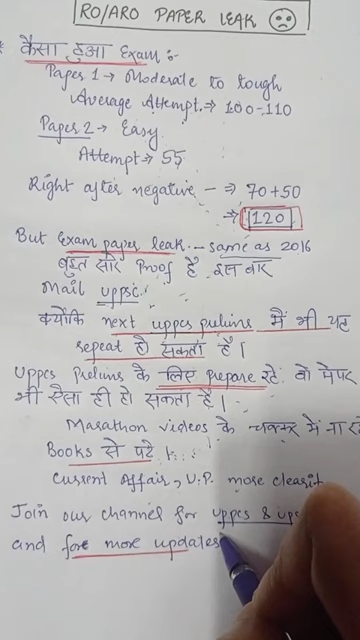 RO/ARO PAPER LEAK
कैसा हुआ Exam :-
Paper 1 → Moderate to tough
Average Attempt ⇒ 100-110
Paper 2 → Easy
Attempt → 55
Right after negative - ⇒ 70+50
⇒ 120
But Exam paper leak - same as 2016
बहुत सारे Proof है इस बार
Mail uppsc
क्योंकि next uppcs prelims में भी यह
repeat हो सकता है।
Uppcs Prelims के लिए prepare रहें वो पेपर
भी ऐसा ही हो सकता है।
Marathon videos के चक्कर में ना
Books से पढे
Current Affair, U.P. more
Join our channel for uppcs &
and for more updates